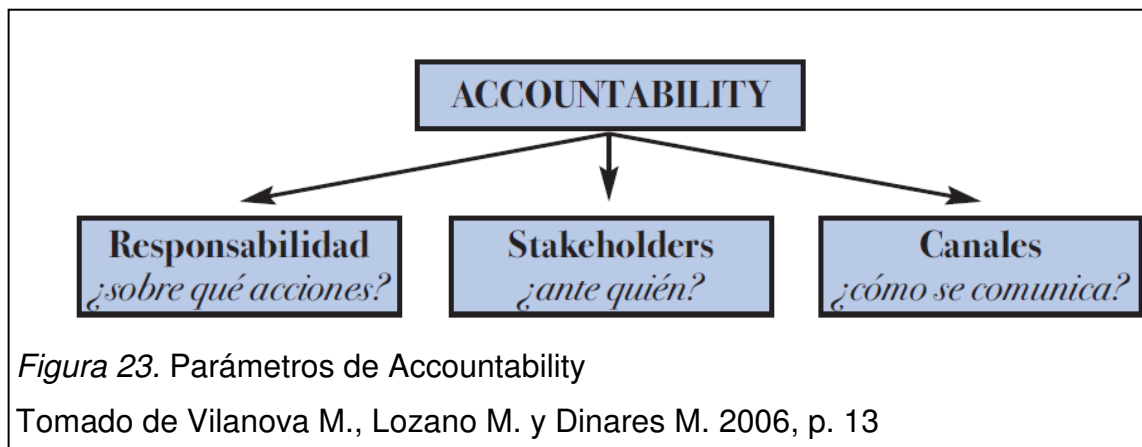 ACCOUNTABILITY
Responsabilidad
¿sobre qué acciones?
Stakeholders
¿ante quién?
Canales
¿cómo se comunica?
Figura 23. Parámetros de Accountability
Tomado de Vilanova M., Lozano M. y Dinares M. 2006, p. 13